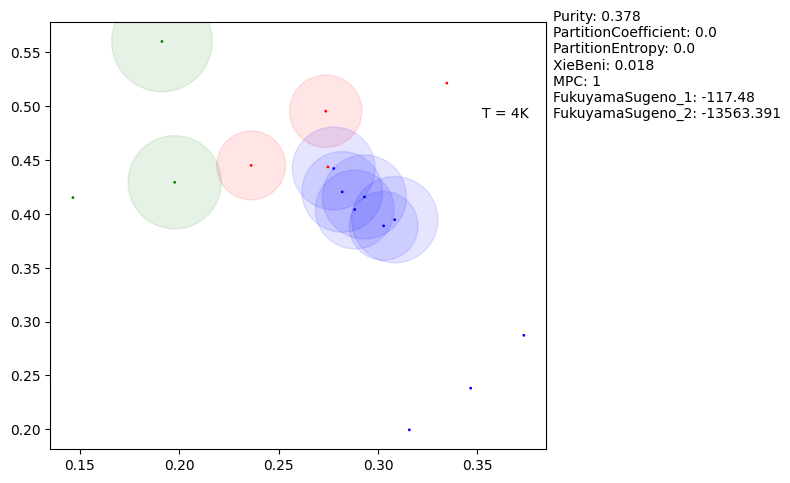 Purity: 0.378
PartitionCoefficient: 0.0
PartitionEntropy: 0.0
XieBeni: 0.018
MPC: 1
FukuyamaSugeno_1: -117.48
FukuyamaSugeno_2: -13563.391
T = 4K
0.55
0.50
0.45
0.40
0.35
0.30
0.25
0.20
0.15 0.20 0.25 0.30 0.35